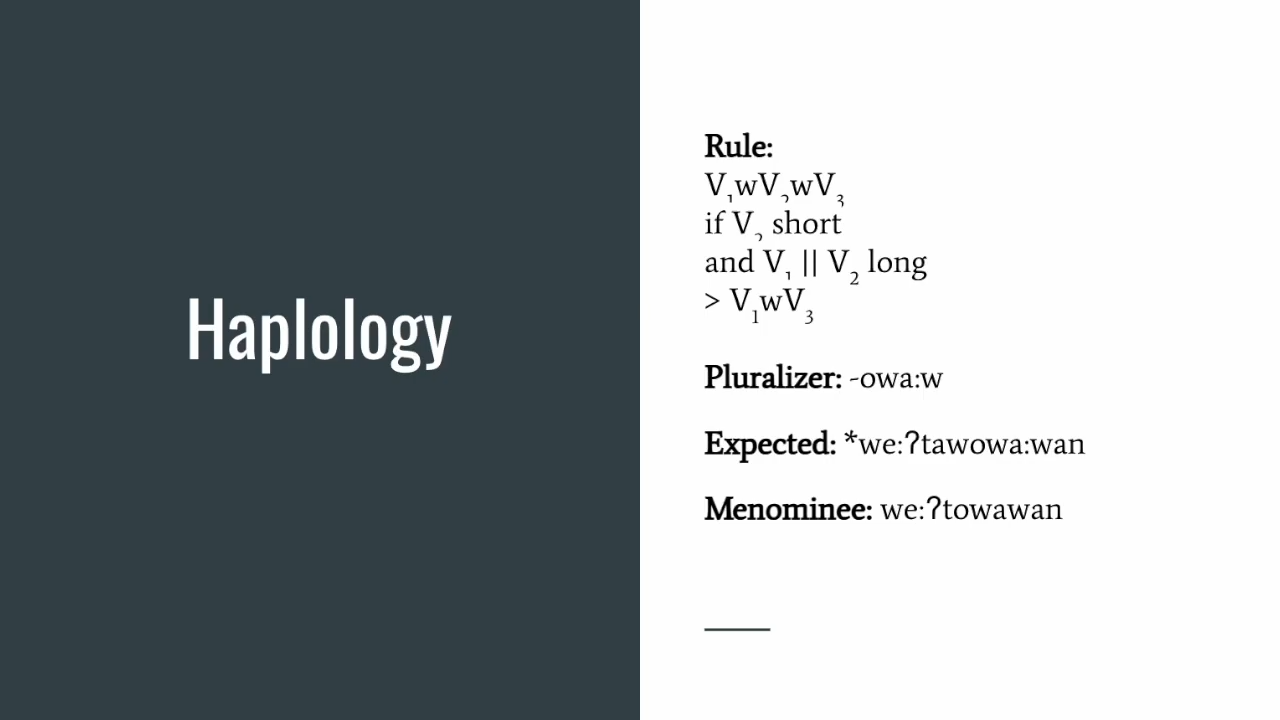 Haplology
Rule:
V₁wV₂wV₃
if V₂ short
and V₁ || V₂ long
> V₁wV₃
Pluralizer: -owa:w
Expected: *we:ʔtawowa:wan
Menominee: we:ʔtowawan